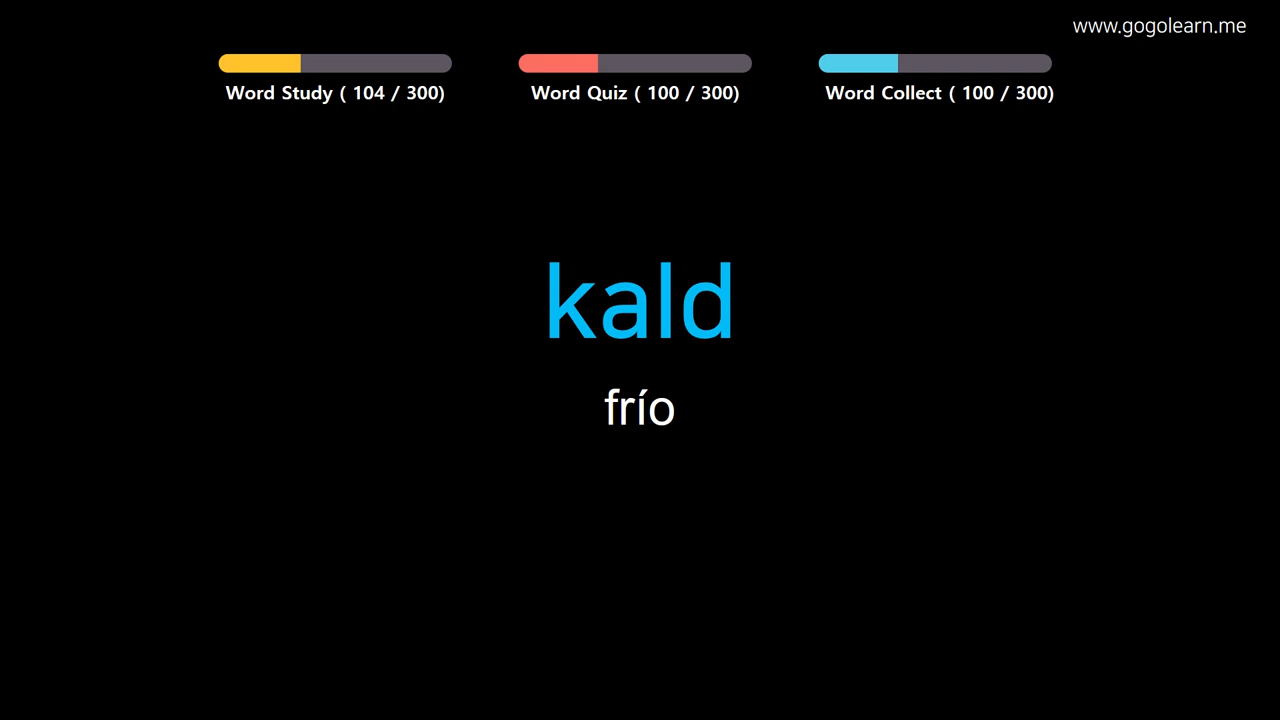 www.gogolearn.me
Word Study ( 104 / 300)
Word Quiz ( 100 / 300)
Word Collect ( 100 / 300)
kald
frío